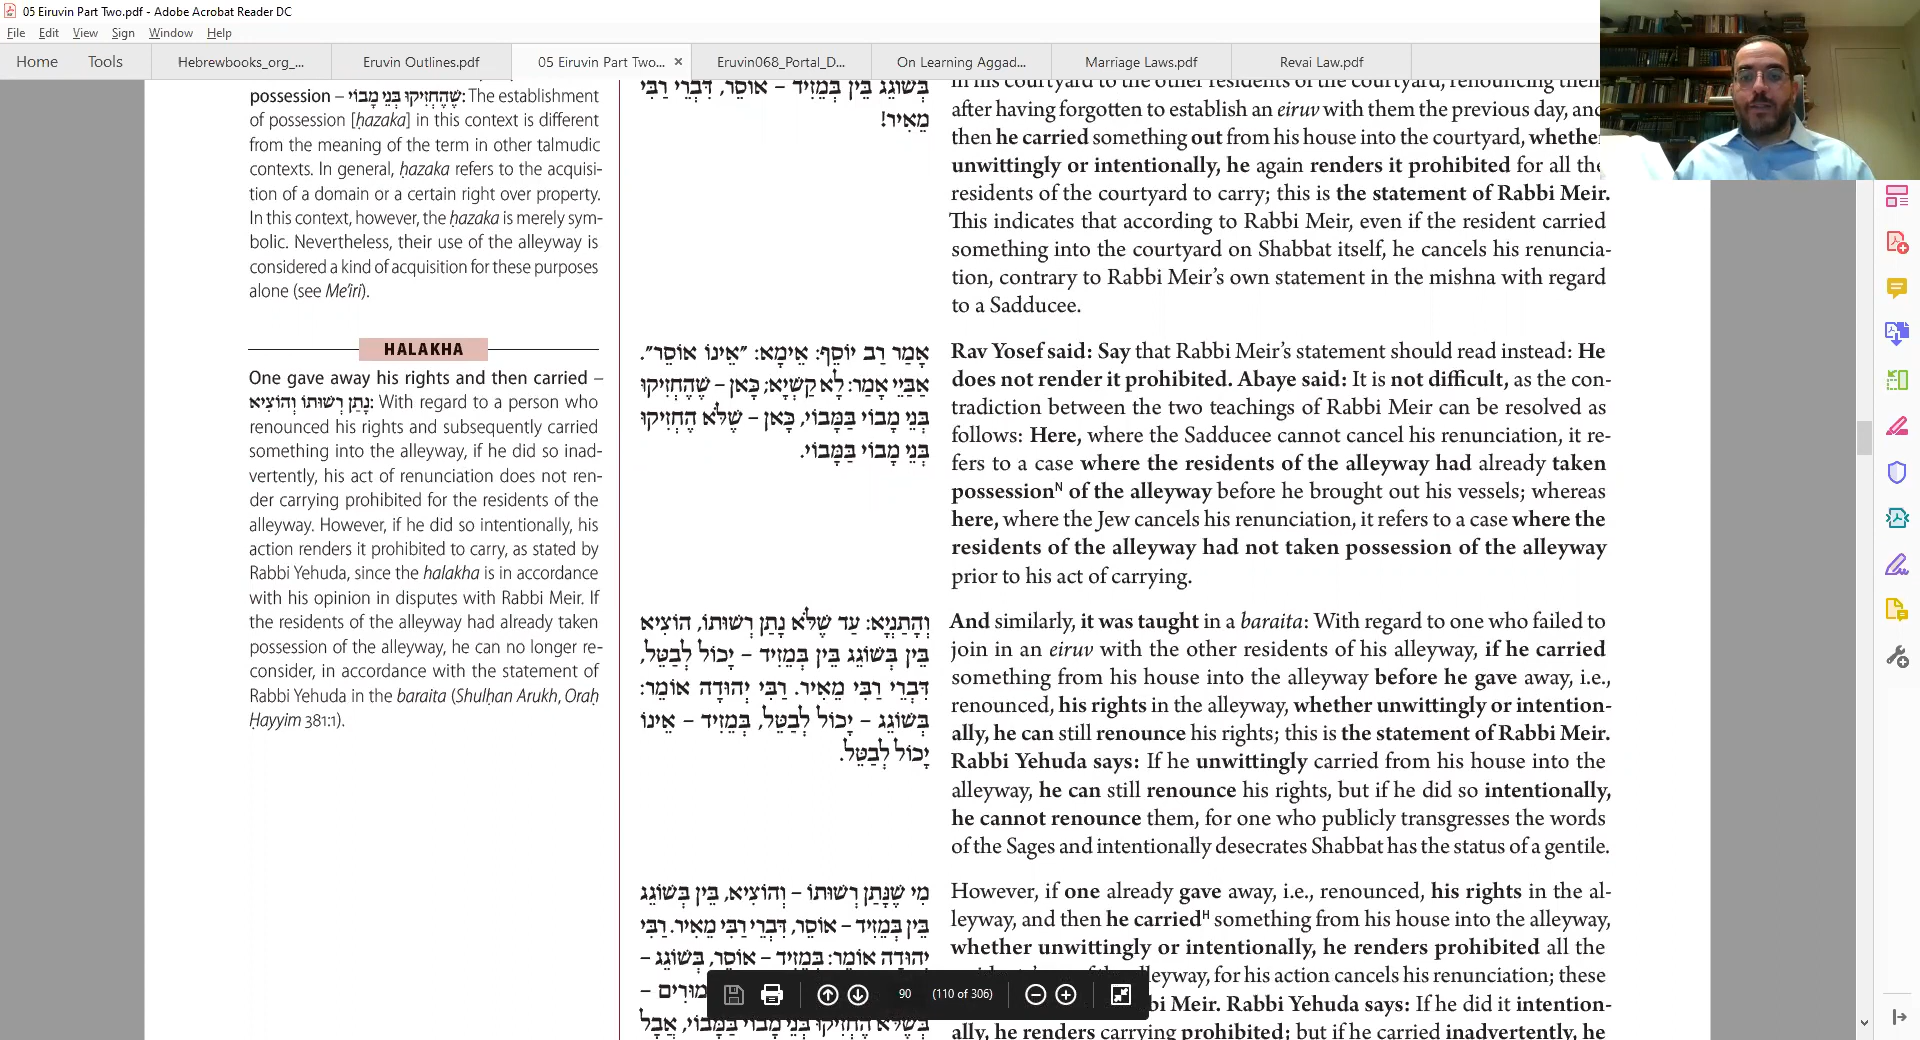 05 Eiruvin Part Two.pdf - Adobe Acrobat Reader DC
File Edit View Sign Window Help
Home Tools Hebrewbooks_org_... Eruvin Outlines.pdf 05 Eiruvin Part Two... × Eruvin068_Portal_D... On Learning Aggad... Marriage Laws.pdf Revai Law.pdf
possession – שֶׁהֶחְזִיקוּ בְּנֵי מָבוֹי: The establishment
of possession [ḥazaka] in this context is different
from the meaning of the term in other talmudic
contexts. In general, ḥazaka refers to the acquisi-
tion of a domain or a certain right over property.
In this context, however, the ḥazaka is merely sym-
bolic. Nevertheless, their use of the alleyway is
considered a kind of acquisition for these purposes
alone (see Me'iri).
HALAKHA
One gave away his rights and then carried –
נָתַן רְשׁוּתוֹ וְהוֹצִיא: With regard to a person who
renounced his rights and subsequently carried
something into the alleyway, if he did so inad-
vertently, his act of renunciation does not ren-
der carrying prohibited for the residents of the
alleyway. However, if he did so intentionally, his
action renders it prohibited to carry, as stated by
Rabbi Yehuda, since the halakha is in accordance
with his opinion in disputes with Rabbi Meir. If
the residents of the alleyway had already taken
possession of the alleyway, he can no longer re-
consider, in accordance with the statement of
Rabbi Yehuda in the baraita (Shulḥan Arukh, Oraḥ
Ḥayyim 381:1).
בְּשׁוֹגֵג בֵּין בְּמֵזִיד – אוֹסֵר, דִּבְרֵי רַבִּי
מֵאִיר!
אָמַר רַב יוֹסֵף: אֵימָא: ״אֵינוֹ אוֹסֵר״.
אַבַּיֵי אָמַר: לָא קַשְׁיָא; כָּאן – שֶׁהֶחְזִיקוּ
בְּנֵי מָבוֹי בַּמָּבוֹי, כָּאן – שֶׁלֹּא הֶחְזִיקוּ
בְּנֵי מָבוֹי בַּמָּבוֹי.
וְהָתַנְיָא: עַד שֶׁלֹּא נָתַן רְשׁוּתוֹ, הוֹצִיא
בֵּין בְּשׁוֹגֵג בֵּין בְּמֵזִיד – יָכוֹל לְבַטֵּל,
דִּבְרֵי רַבִּי מֵאִיר. רַבִּי יְהוּדָה אוֹמֵר:
בְּשׁוֹגֵג – יָכוֹל לְבַטֵּל, בְּמֵזִיד – אֵינוֹ
יָכוֹל לְבַטֵּל.
מִי שֶׁנָּתַן רְשׁוּתוֹ – וְהוֹצִיא, בֵּין בְּשׁוֹגֵג
בֵּין בְּמֵזִיד – אוֹסֵר, דִּבְרֵי רַבִּי מֵאִיר. רַבִּי
יְהוּדָה אוֹמֵר: בְּמֵזִיד – אוֹסֵר, בְּשׁוֹגֵג –
בְּשֶׁלֹּא הֶחְזִיקוּ בְּנֵי מָבוֹי בַּמָּבוֹי, אֲבָל
in his courtyard to the other residents of the courtyard, renouncing them
after having forgotten to establish an eiruv with them the previous day, and
then he carried something out from his house into the courtyard, whether
unwittingly or intentionally, he again renders it prohibited for all the
residents of the courtyard to carry; this is the statement of Rabbi Meir.
This indicates that according to Rabbi Meir, even if the resident carried
something into the courtyard on Shabbat itself, he cancels his renuncia-
tion, contrary to Rabbi Meir's own statement in the mishna with regard
to a Sadducee.
Rav Yosef said: Say that Rabbi Meir's statement should read instead: He
does not render it prohibited. Abaye said: It is not difficult, as the con-
tradiction between the two teachings of Rabbi Meir can be resolved as
follows: Here, where the Sadducee cannot cancel his renunciation, it re-
fers to a case where the residents of the alleyway had already taken
possessionᴺ of the alleyway before he brought out his vessels; whereas
here, where the Jew cancels his renunciation, it refers to a case where the
residents of the alleyway had not taken possession of the alleyway
prior to his act of carrying.
And similarly, it was taught in a baraita: With regard to one who failed to
join in an eiruv with the other residents of his alleyway, if he carried
something from his house into the alleyway before he gave away, i.e.,
renounced, his rights in the alleyway, whether unwittingly or intention-
ally, he can still renounce his rights; this is the statement of Rabbi Meir.
Rabbi Yehuda says: If he unwittingly carried from his house into the
alleyway, he can still renounce his rights, but if he did so intentionally,
he cannot renounce them, for one who publicly transgresses the words
of the Sages and intentionally desecrates Shabbat has the status of a gentile.
However, if one already gave away, i.e., renounced, his rights in the al-
leyway, and then he carriedᴴ something from his house into the alleyway,
whether unwittingly or intentionally, he renders prohibited all the
lleyway, for his action cancels his renunciation; these
bi Meir. Rabbi Yehuda says: If he did it intention-
ally, he renders carrying prohibited; but if he carried inadvertently, he
90 (110 of 306)